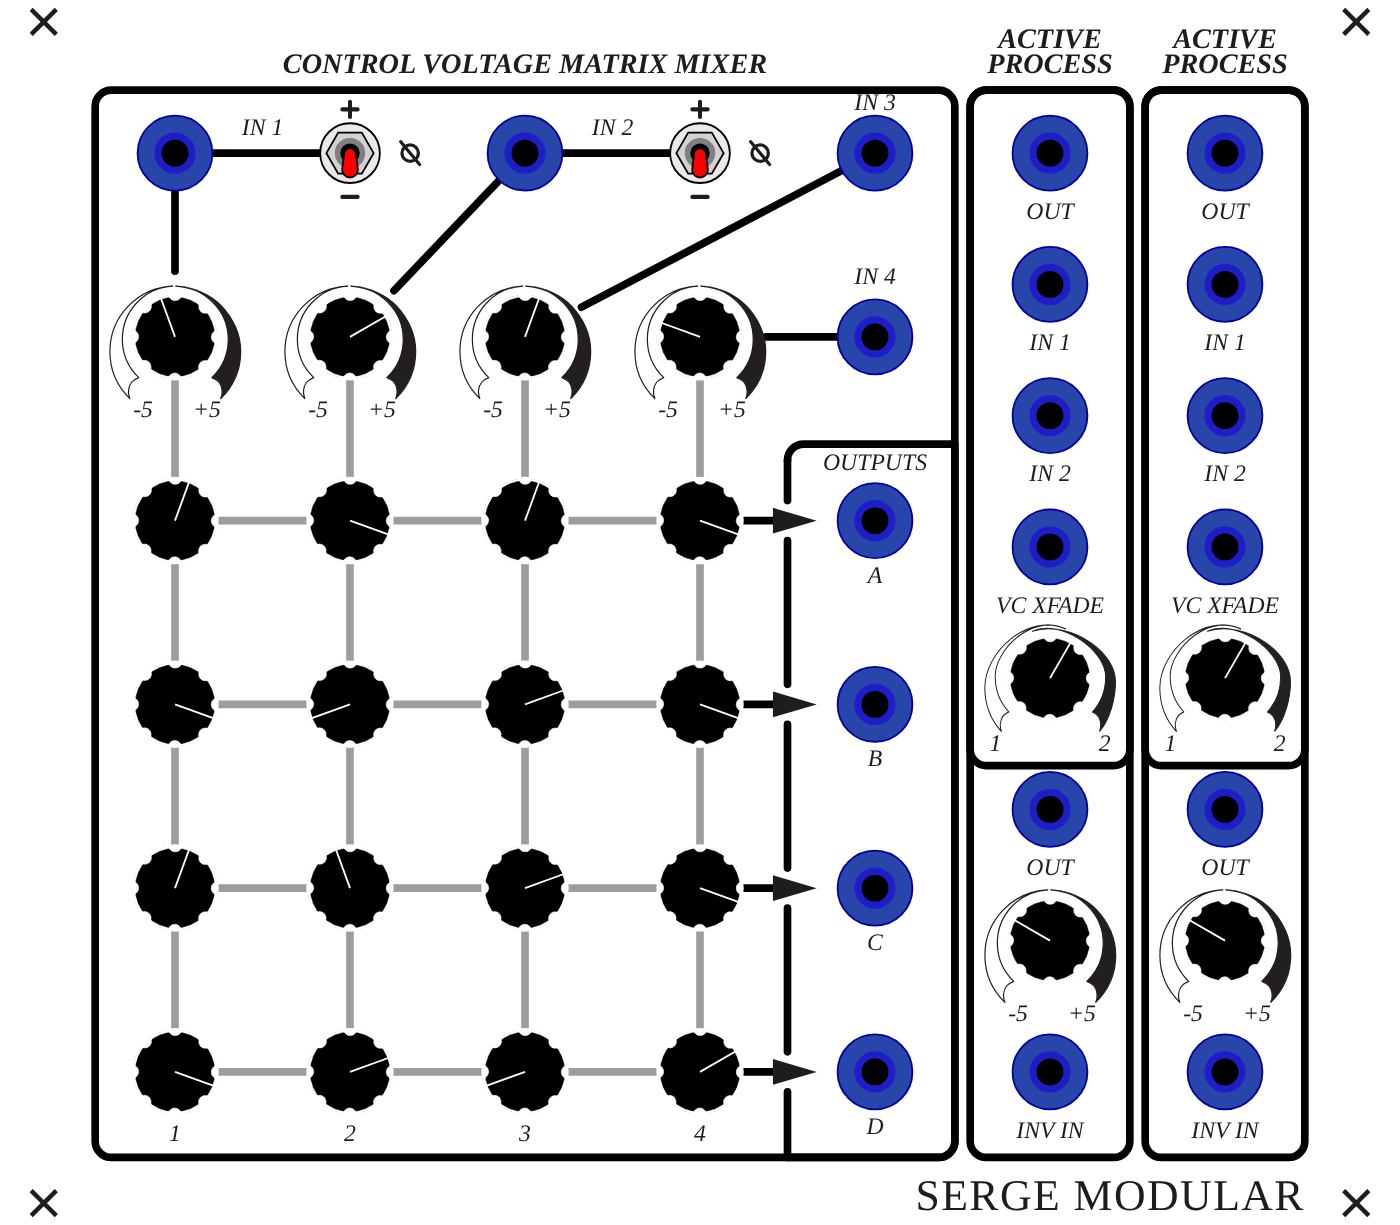 ACTIVE ACTIVE
CONTROL VOLTAGE MATRIX MIXER PROCESS PROCESS
IN 3
+ +
IN 1 Ø IN 2 Ø
− −
OUT OUT
IN 4
IN 1 IN 1
-5 +5 -5 +5 -5 +5 -5 +5
OUTPUTS
IN 2 IN 2
A
VC XFADE VC XFADE
1 2 1 2
B
OUT OUT
C
-5 +5 -5 +5
D
1 2 3 4
INV IN INV IN
SERGE MODULAR